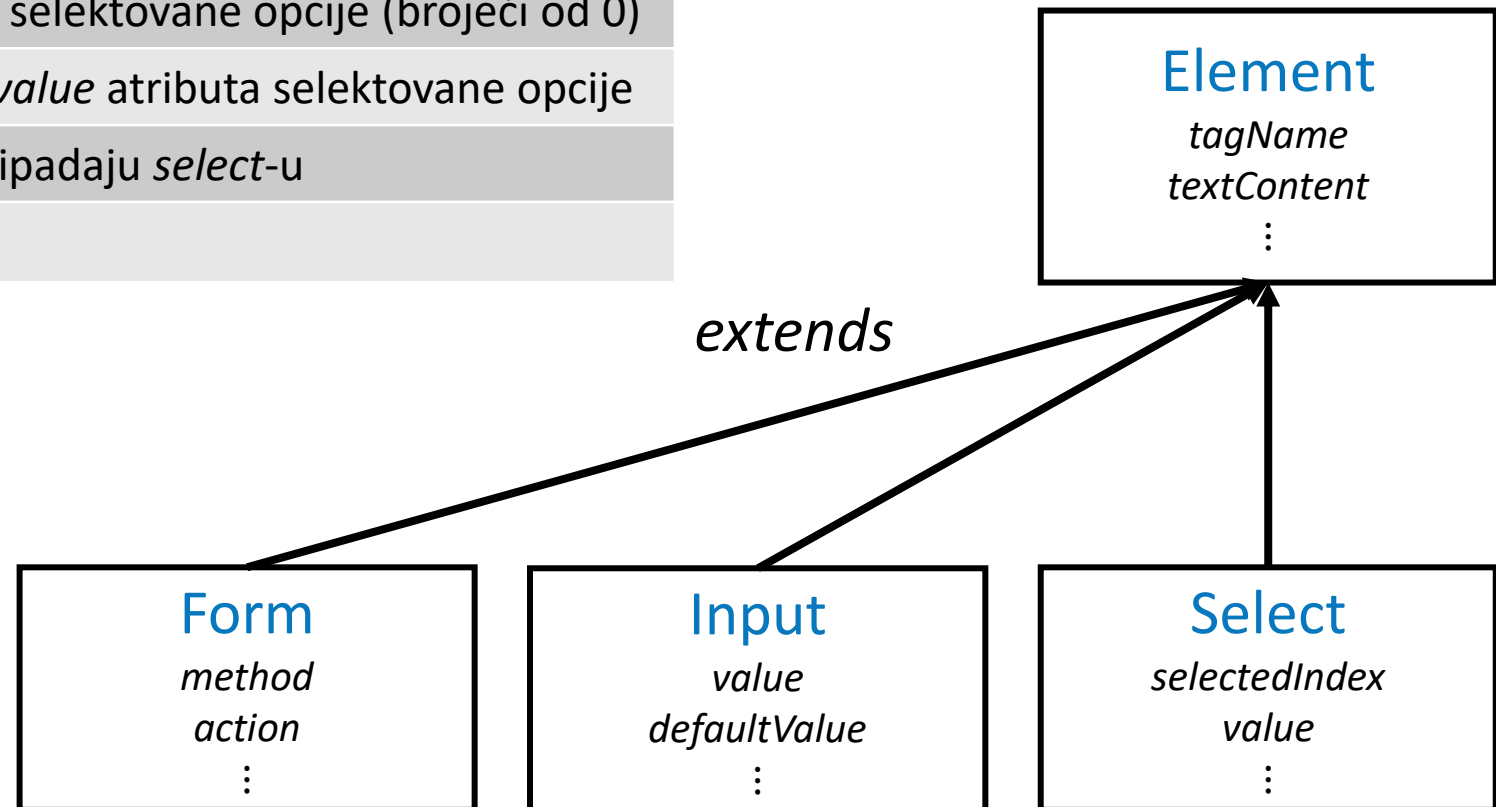 selektovane opcije (brojeći od 0)
value atributa selektovane opcije
ipadaju select-u
Element
tagName
textContent
⋮
extends
Form
method
action
⋮
Input
value
defaultValue
⋮
Select
selectedIndex
value
⋮